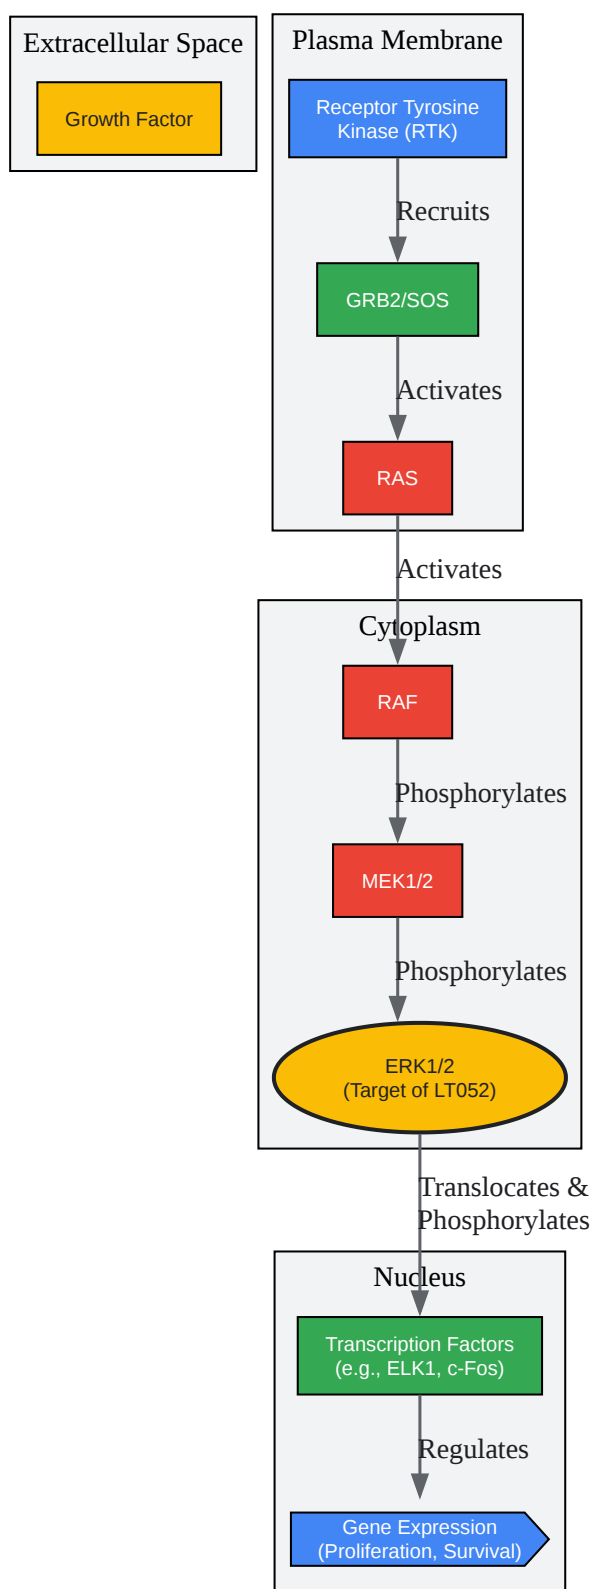 Extracellular Space
Growth Factor
Plasma Membrane
Receptor Tyrosine
Kinase (RTK)
Recruits
GRB2/SOS
Activates
RAS
Activates
Cytoplasm
RAF
Phosphorylates
MEK1/2
Phosphorylates
ERK1/2
(Target of LT052)
Translocates &
Phosphorylates
Nucleus
Transcription Factors
(e.g., ELK1, c-Fos)
Regulates
Gene Expression
(Proliferation, Survival)